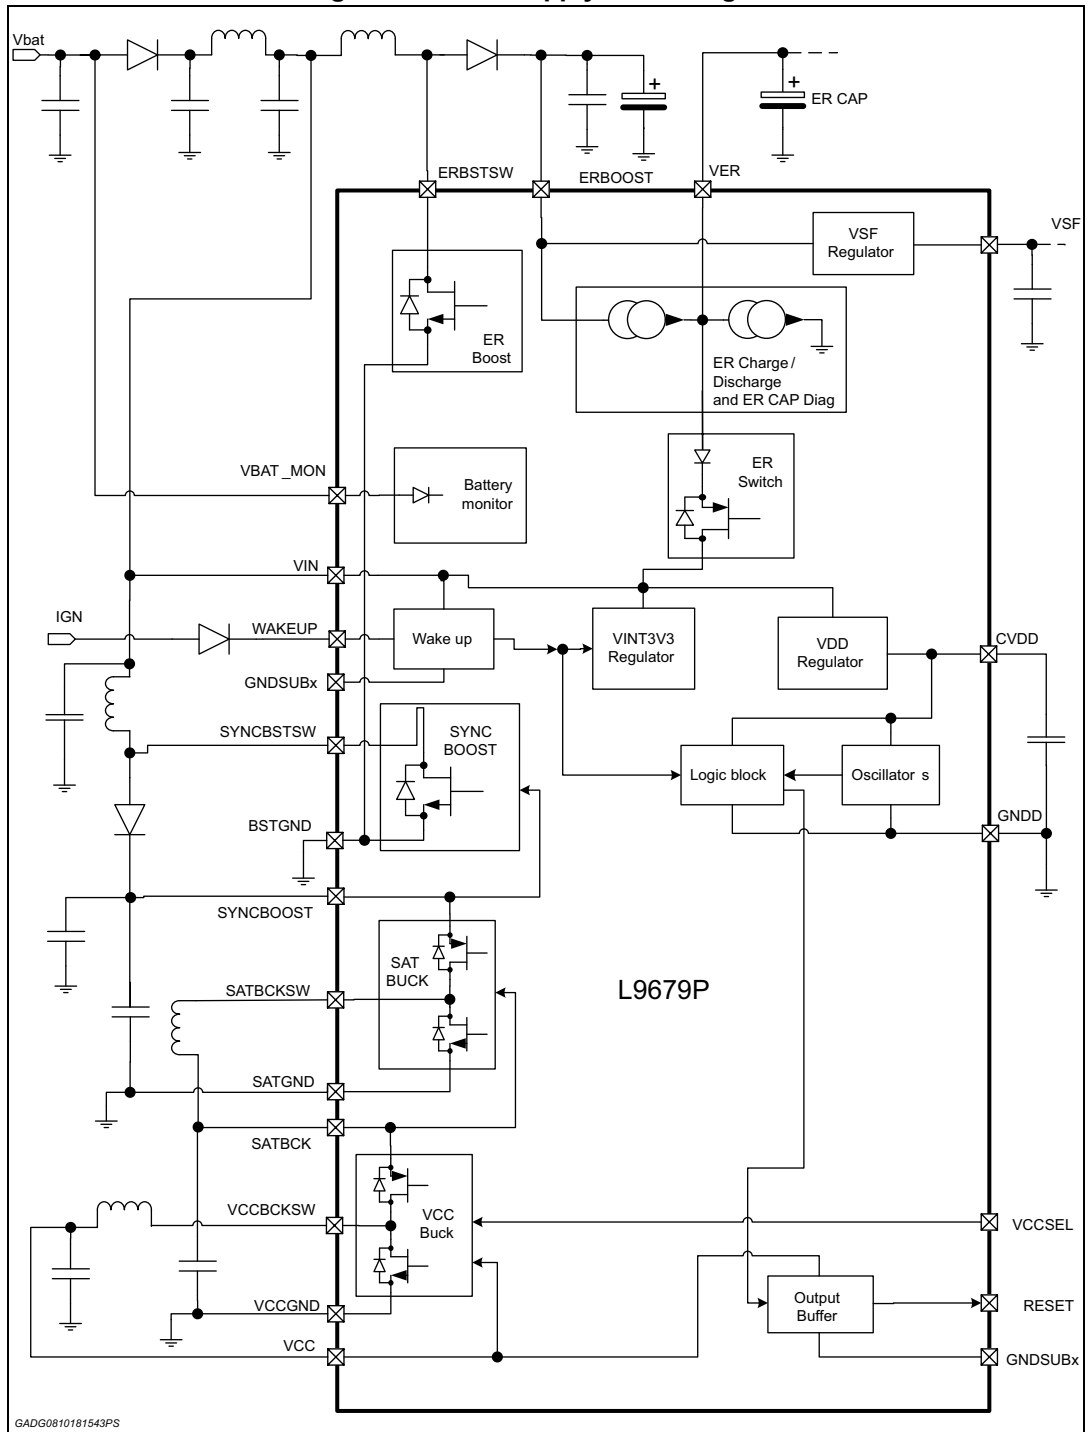 Vbat
+
+
ER CAP
ERBSTSW
ERBOOST
VER
VSF
Regulator
VSF
ER
Boost
ER Charge /
Discharge
and ER CAP Diag
VBAT _MON
Battery
monitor
ER
Switch
VIN
IGN
WAKEUP
Wake up
VINT3V3
Regulator
VDD
Regulator
CVDD
GNDSUBx
SYNCBSTSW
SYNC
BOOST
Logic block
Oscillator s
BSTGND
GNDD
SYNCBOOST
SAT
BUCK
L9679P
SATBCKSW
SATGND
SATBCK
VCCBCKSW
VCC
Buck
VCCSEL
VCCGND
Output
Buffer
RESET
VCC
GNDSUBx
GADG0810181543PS